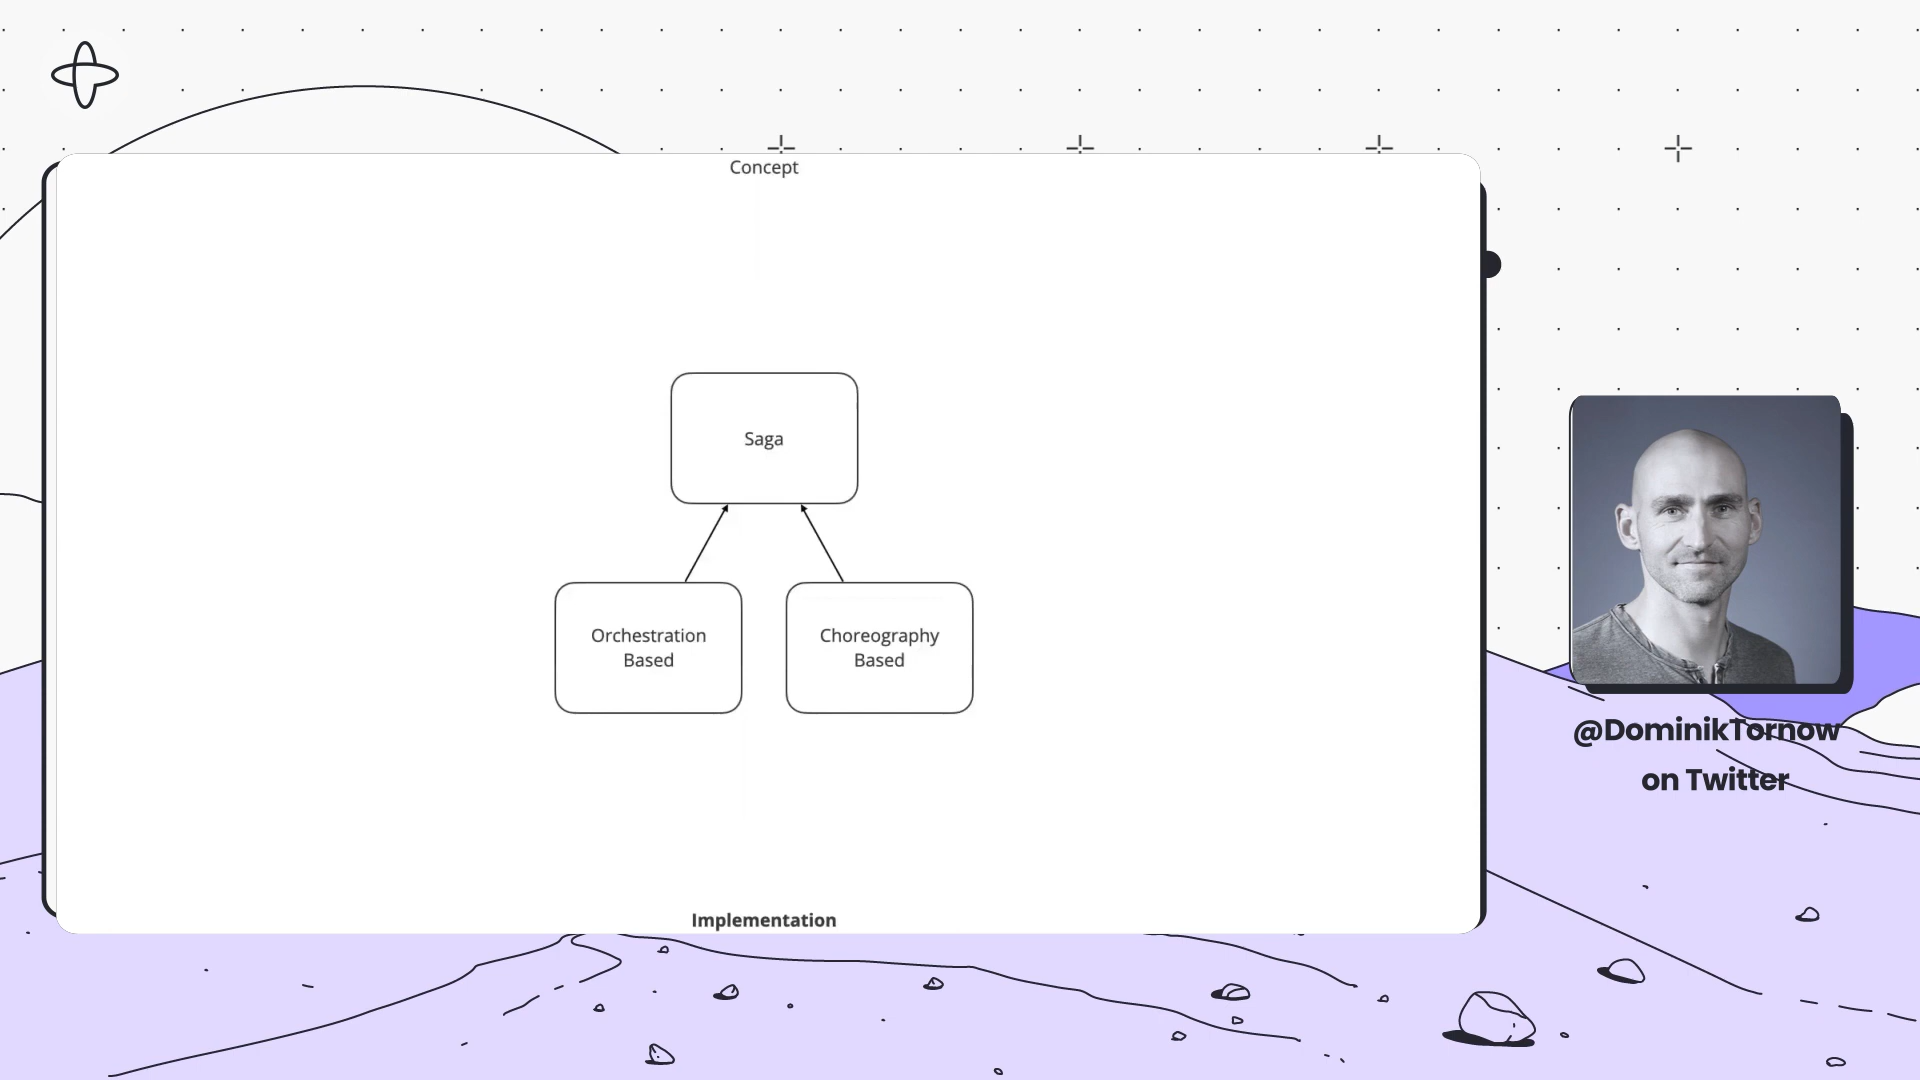 Concept
Saga
Orchestration
Based
Choreography
Based
Implementation
@DominikTornow
on Twitter